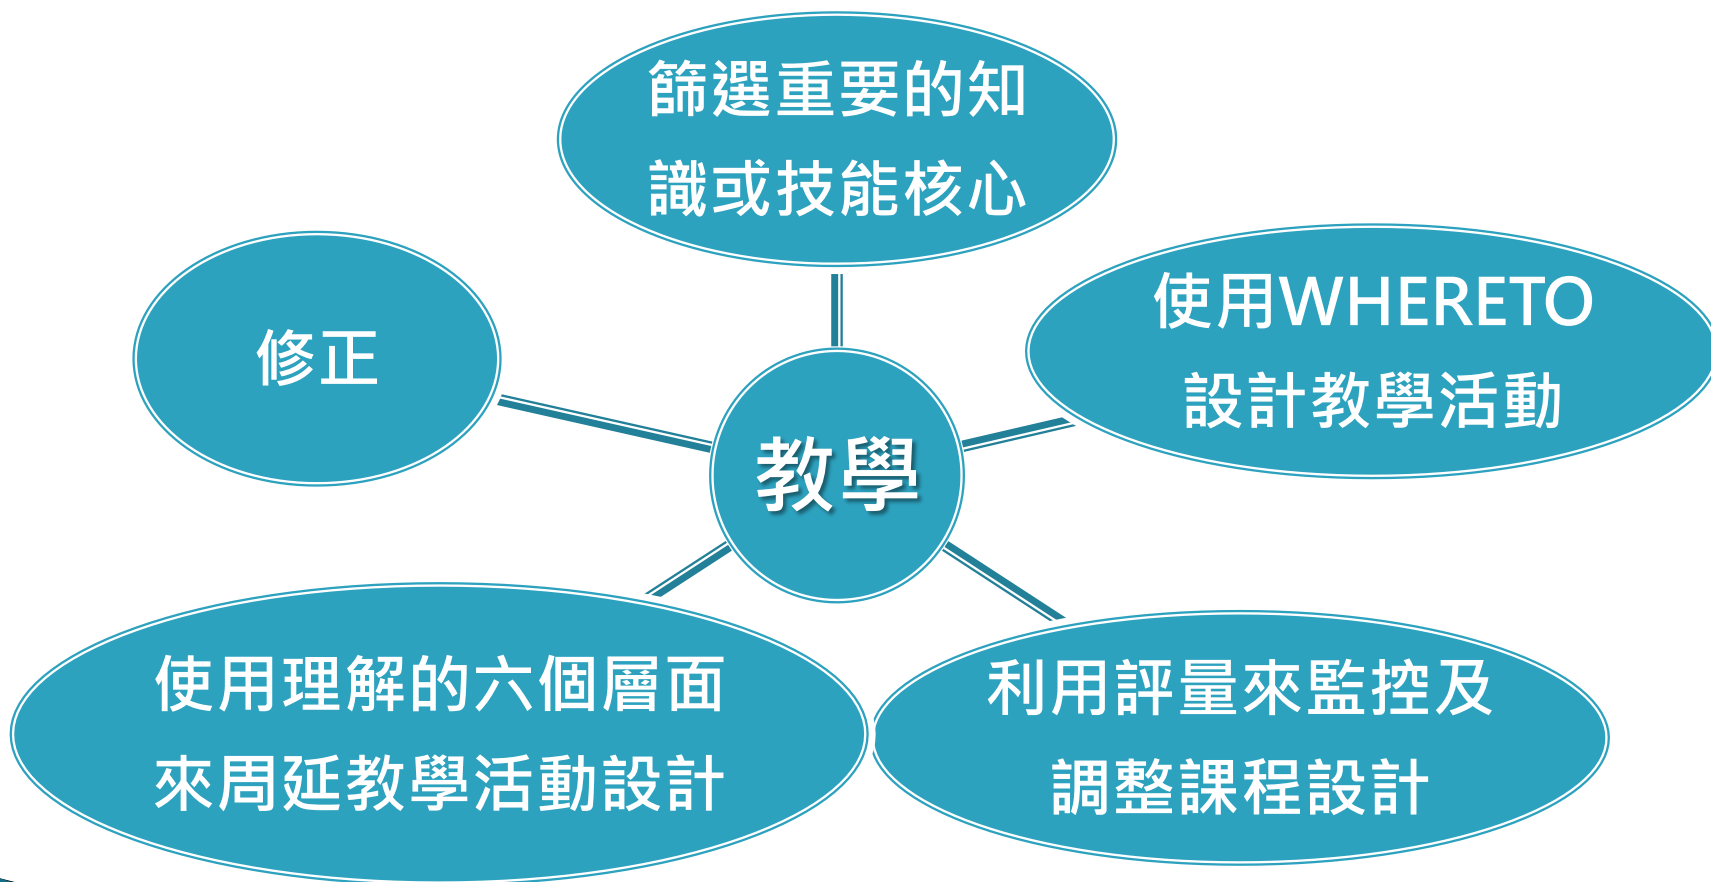 篩選重要的知
識或技能核心
使用WHERETO
設計教學活動
修正
教學
利用評量來監控及
調整課程設計
使用理解的六個層面
來周延教學活動設計